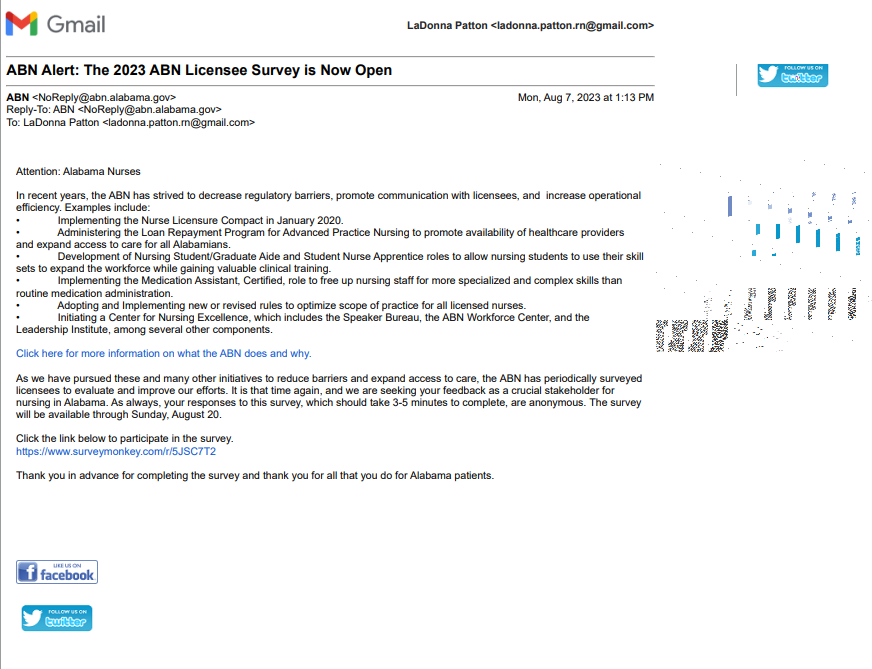 Gmail
LaDonna Patton <ladonna.patton.rn@gmail.com>
ABN Alert: The 2023 ABN Licensee Survey is Now Open
FOLLOW US ON
twitter
ABN <NoReply@abn.alabama.gov>
Mon, Aug 7, 2023 at 1:13 PM
Reply-To: ABN <NoReply@abn.alabama.gov>
To: LaDonna Patton <ladonna.patton.rn@gmail.com>
Attention: Alabama Nurses
In recent years, the ABN has strived to decrease regulatory barriers, promote communication with licensees, and increase operational
efficiency. Examples include:
• Implementing the Nurse Licensure Compact in January 2020.
• Administering the Loan Repayment Program for Advanced Practice Nursing to promote availability of healthcare providers
and expand access to care for all Alabamians.
• Development of Nursing Student/Graduate Aide and Student Nurse Apprentice roles to allow nursing students to use their skill
sets to expand the workforce while gaining valuable clinical training.
• Implementing the Medication Assistant, Certified, role to free up nursing staff for more specialized and complex skills than
routine medication administration.
• Adopting and Implementing new or revised rules to optimize scope of practice for all licensed nurses.
• Initiating a Center for Nursing Excellence, which includes the Speaker Bureau, the ABN Workforce Center, and the
Leadership Institute, among several other components.
Click here for more information on what the ABN does and why.
As we have pursued these and many other initiatives to reduce barriers and expand access to care, the ABN has periodically surveyed
licensees to evaluate and improve our efforts. It is that time again, and we are seeking your feedback as a crucial stakeholder for
nursing in Alabama. As always, your responses to this survey, which should take 3-5 minutes to complete, are anonymous. The survey
will be available through Sunday, August 20.
Click the link below to participate in the survey.
https://www.surveymonkey.com/r/5JSC7T2
Thank you in advance for completing the survey and thank you for all that you do for Alabama patients.
LIKE US ON
facebook
FOLLOW US ON
twitter